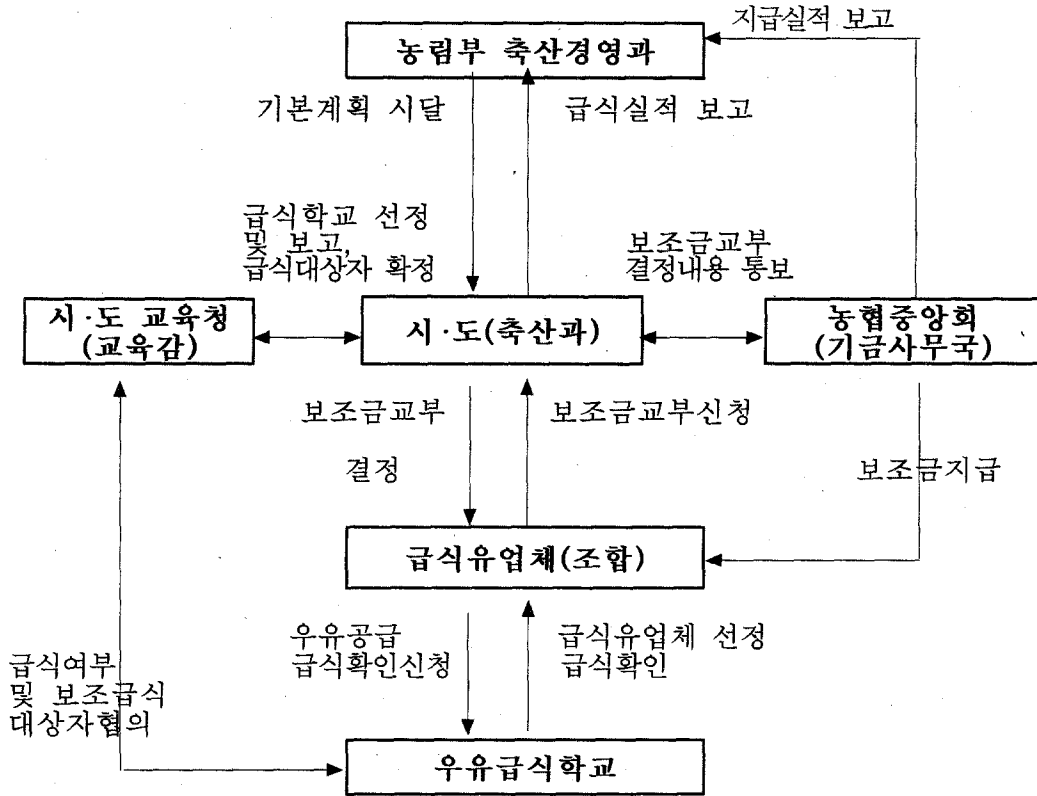 지급실적 보고
농림부 축산경영과
기본계획 시달
급식실적 보고
급식학교 선정
및 보고,
급식대상자 확정
보조금교부
결정내용 통보
시·도 교육청
(교육감)
시·도(축산과)
농협중앙회
(기금사무국)
보조금교부
보조금교부신청
결정
보조금지급
급식유업체(조합)
우유공급
급식확인신청
급식유업체 선정
급식확인
급식여부
및 보조급식
대상자협의
우유급식학교